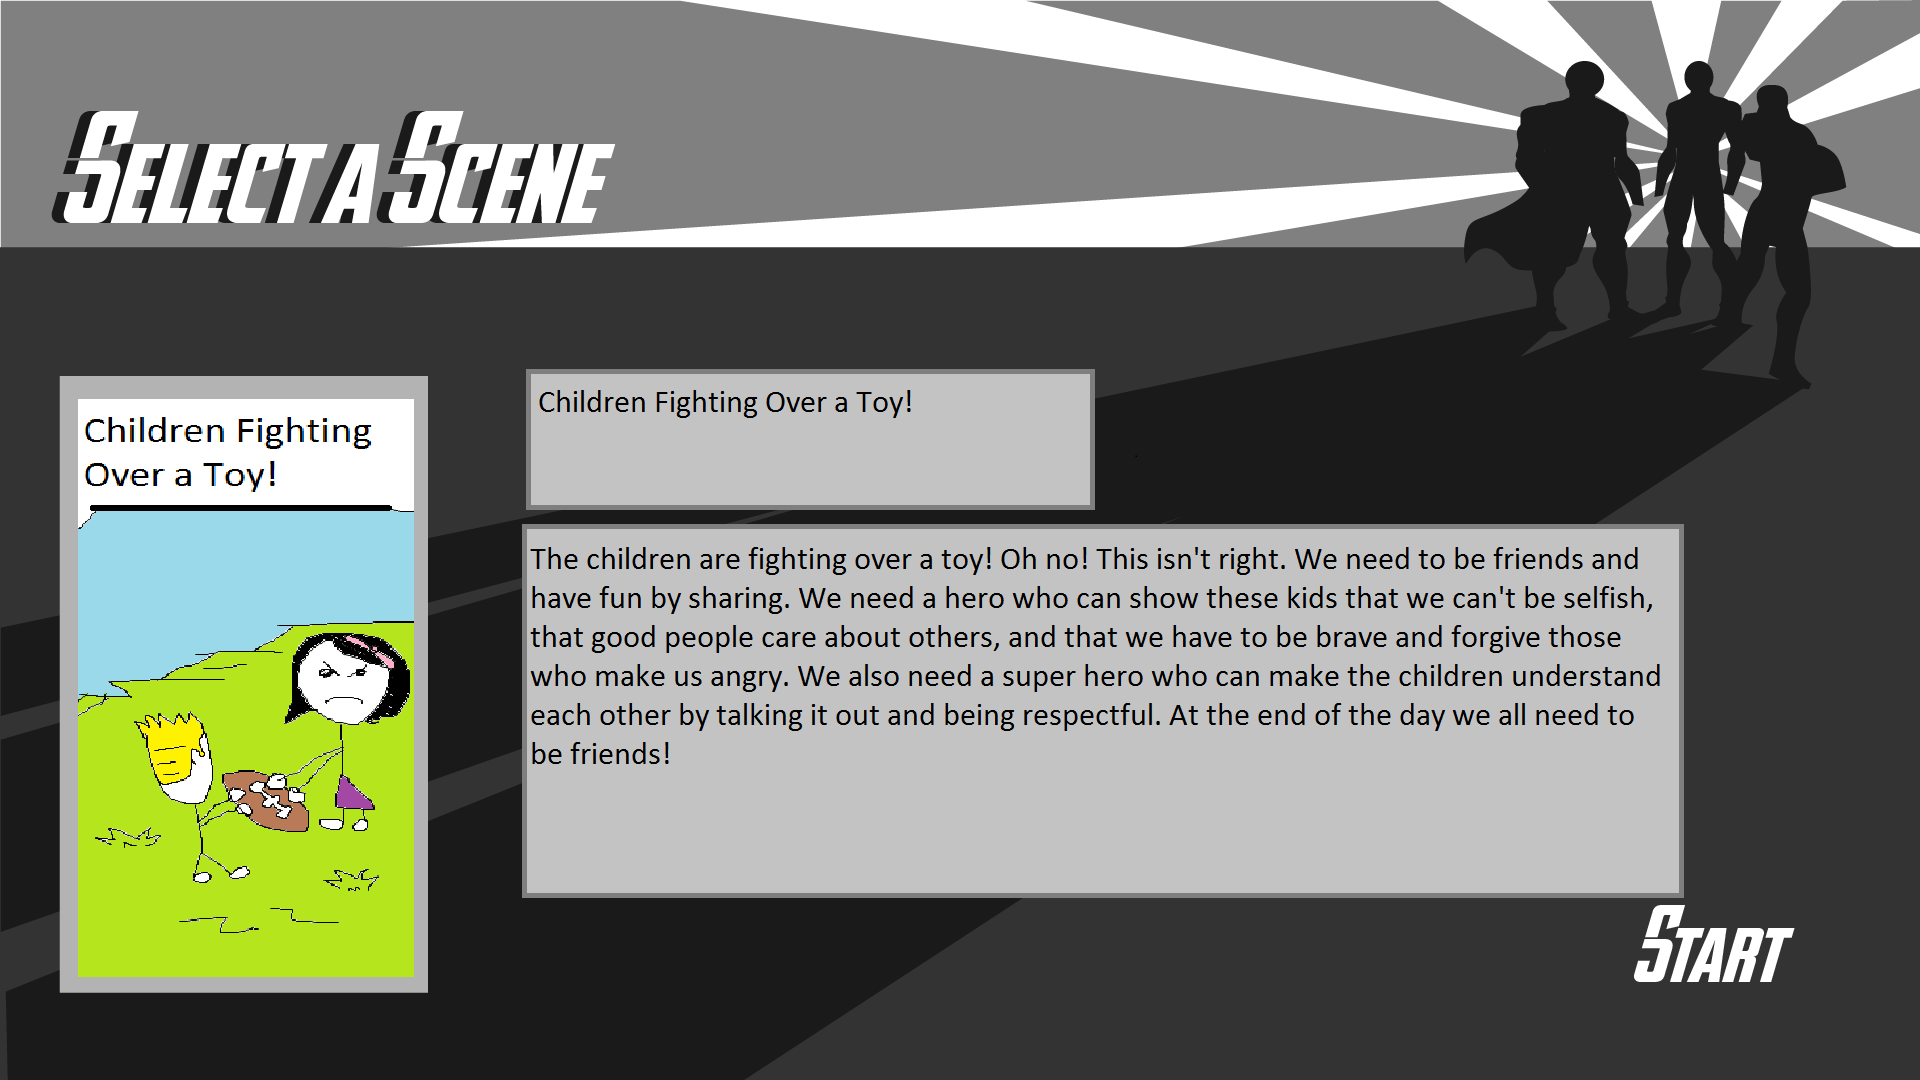 Select a Scene
Children Fighting
Over a Toy!
Children Fighting Over a Toy!
The children are fighting over a toy! Oh no! This isn't right. We need to be friends and
have fun by sharing. We need a hero who can show these kids that we can't be selfish,
that good people care about others, and that we have to be brave and forgive those
who make us angry. We also need a super hero who can make the children understand
each other by talking it out and being respectful. At the end of the day we all need to
be friends!
Start